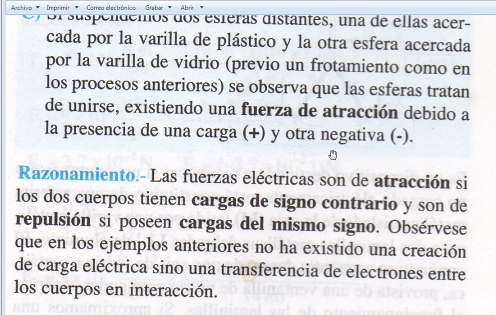 Archivo Imprimir Correo electrónico Grabar Abrir
C) Si suspendemos dos esferas distantes, una de ellas acer-
cada por la varilla de plástico y la otra esfera acercada
por la varilla de vidrio (previo un frotamiento como en
los procesos anteriores) se observa que las esferas tratan
de unirse, existiendo una fuerza de atracción debido a
la presencia de una carga (+) y otra negativa (-).
Razonamiento.- Las fuerzas eléctricas son de atracción si
los dos cuerpos tienen cargas de signo contrario y son de
repulsión si poseen cargas del mismo signo. Obsérvese
que en los ejemplos anteriores no ha existido una creación
de carga eléctrica sino una transferencia de electrones entre
los cuerpos en interacción.